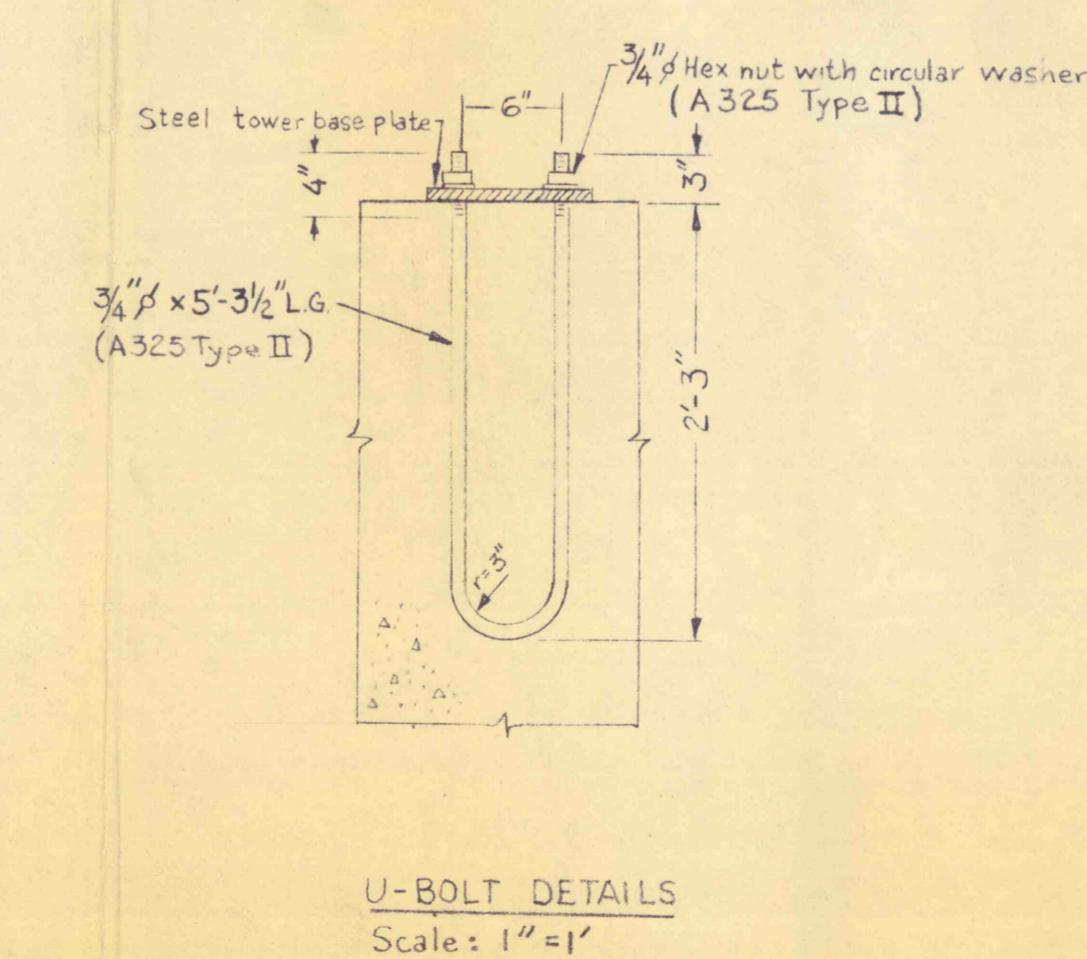 3/4"ø Hex nut with circular washer
(A325 Type II)
6"
Steel tower base plate
4"
3"
3/4"ø x 5'-3 1/2" L.G.
(A325 Type II)
2'-3"
r=3"
U-BOLT DETAILS
Scale: 1"=1'